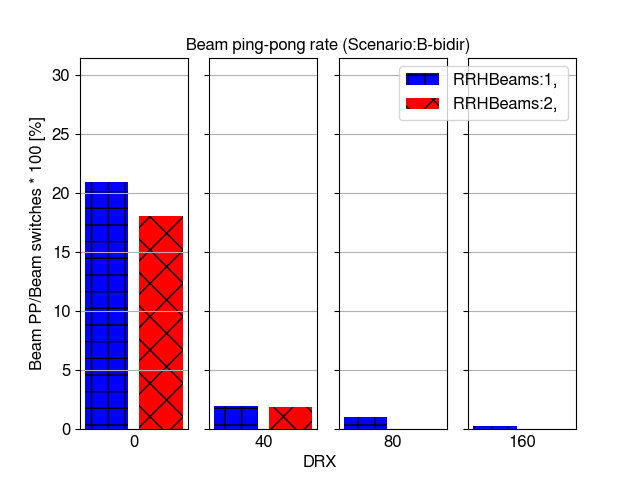 Beam ping-pong rate (Scenario:B-bidir)
RRHBeams:1,
RRHBeams:2,
Beam PP/Beam switches * 100 [%]
30
25
20
15
10
5
0
0 40 80 160
DRX